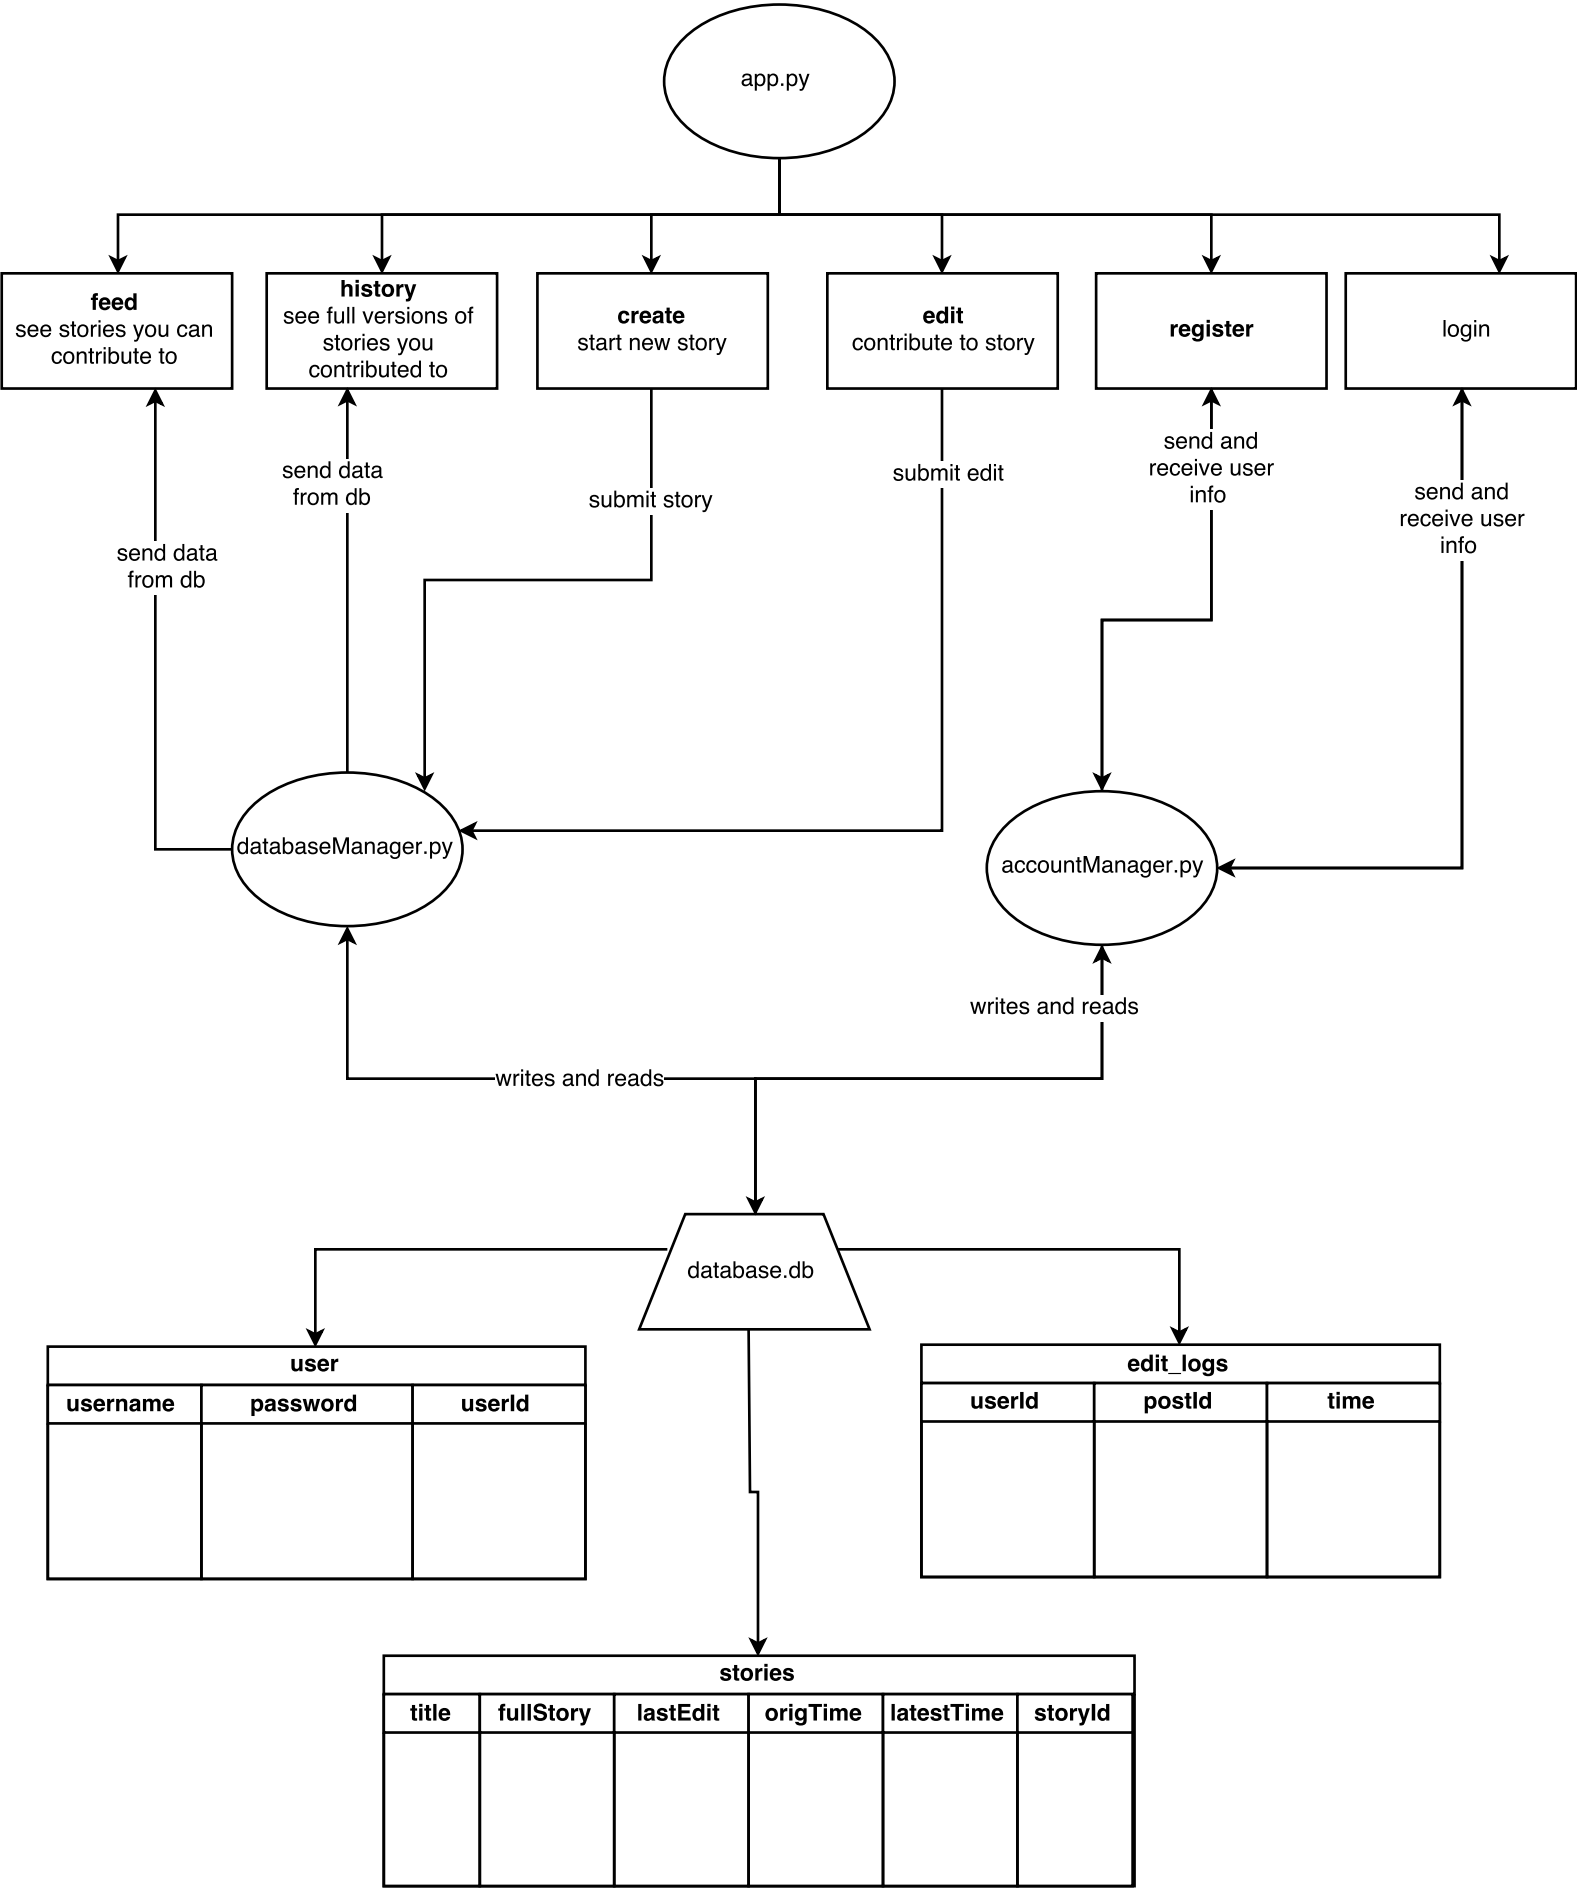 app.py
feed
see stories you can
contribute to
history
see full versions of
stories you
contributed to
create
start new story
edit
contribute to story
register
login
send data
from db
send data
from db
submit story
submit edit
send and
receive user
info
send and
receive user
info
databaseManager.py
accountManager.py
writes and reads
writes and reads
database.db
user
username password userId
edit_logs
userId postId time
stories
title fullStory lastEdit origTime latestTime storyId